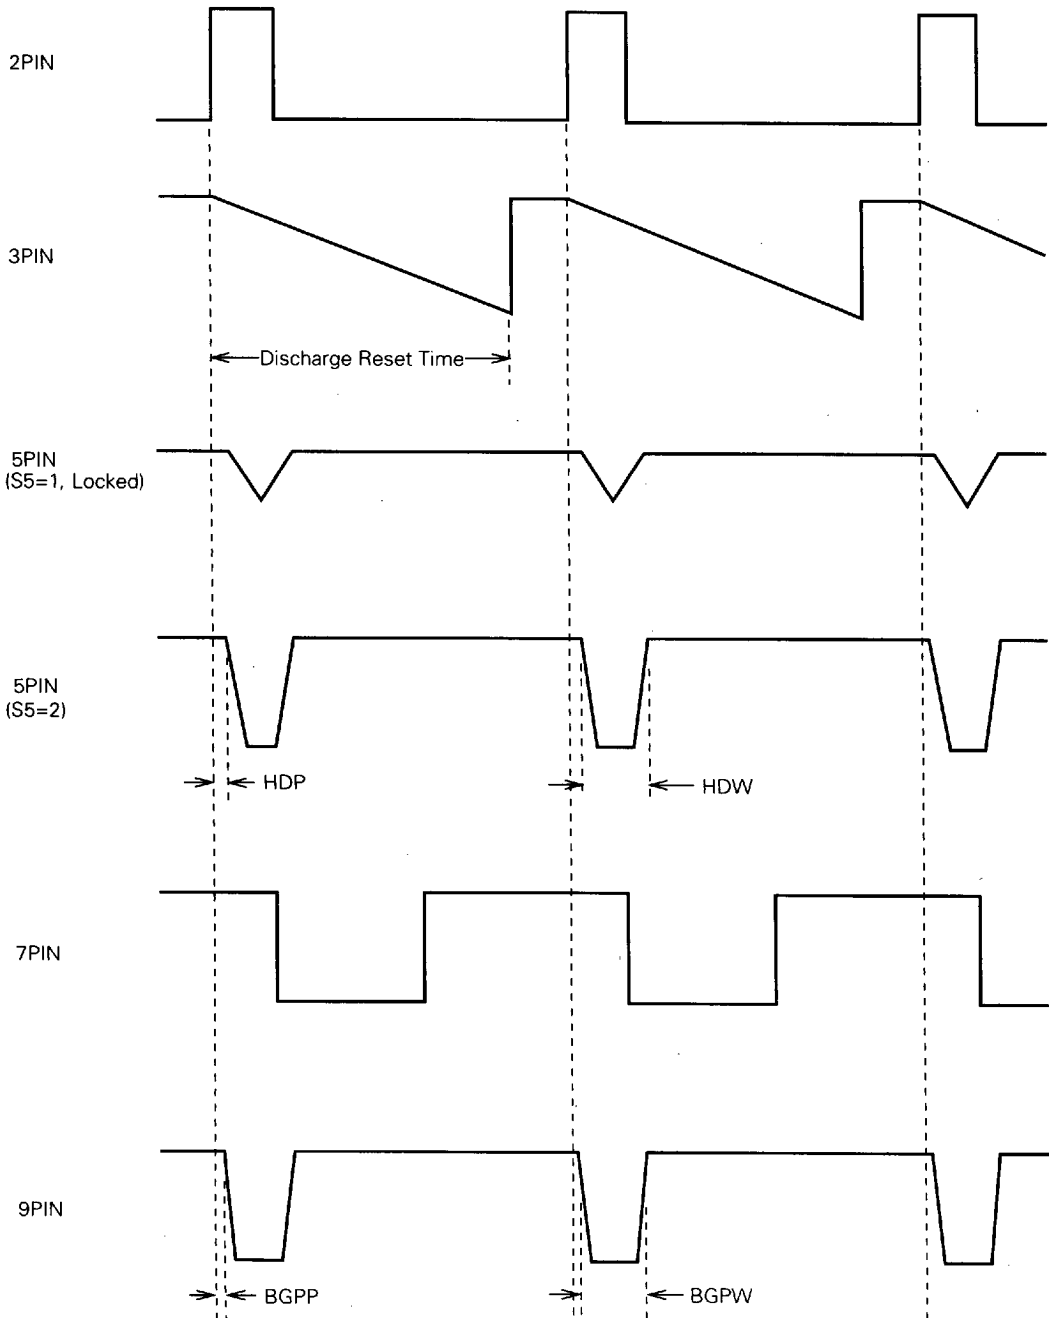 2PIN
3PIN
Discharge Reset Time
5PIN
(S5=1, Locked)
5PIN
(S5=2)
HDP
HDW
7PIN
9PIN
BGPP
BGPW